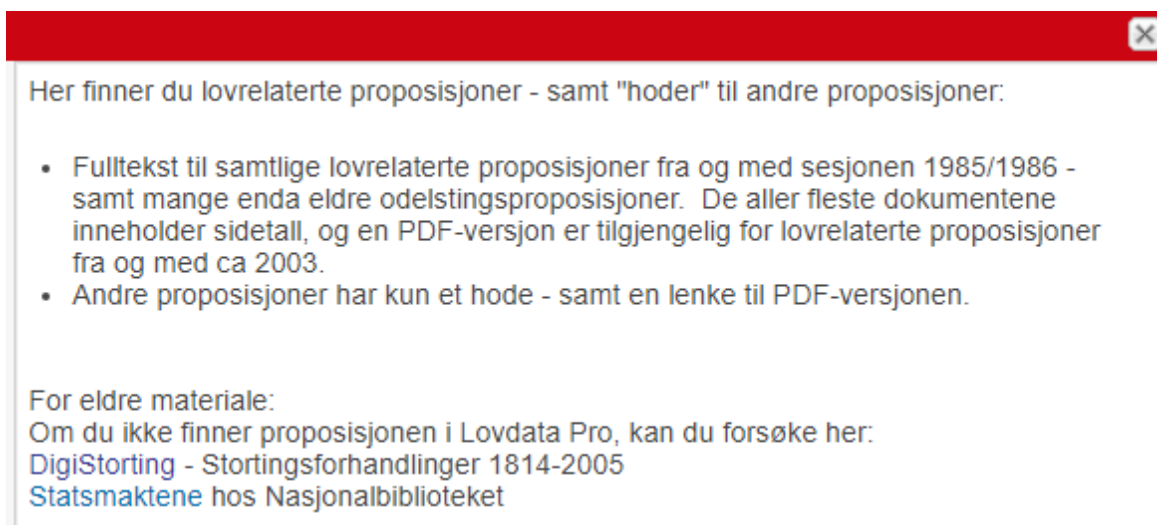 Her finner du lovrelaterte proposisjoner - samt "hoder" til andre proposisjoner:
• Fulltekst til samtlige lovrelaterte proposisjoner fra og med sesjonen 1985/1986 -
samt mange enda eldre odelstingsproposisjoner.  De aller fleste dokumentene
inneholder sidetall, og en PDF-versjon er tilgjengelig for lovrelaterte proposisjoner
fra og med ca 2003.
• Andre proposisjoner har kun et hode - samt en lenke til PDF-versjonen.
For eldre materiale:
Om du ikke finner proposisjonen i Lovdata Pro, kan du forsøke her:
DigiStorting - Stortingsforhandlinger 1814-2005
Statsmaktene hos Nasjonalbiblioteket